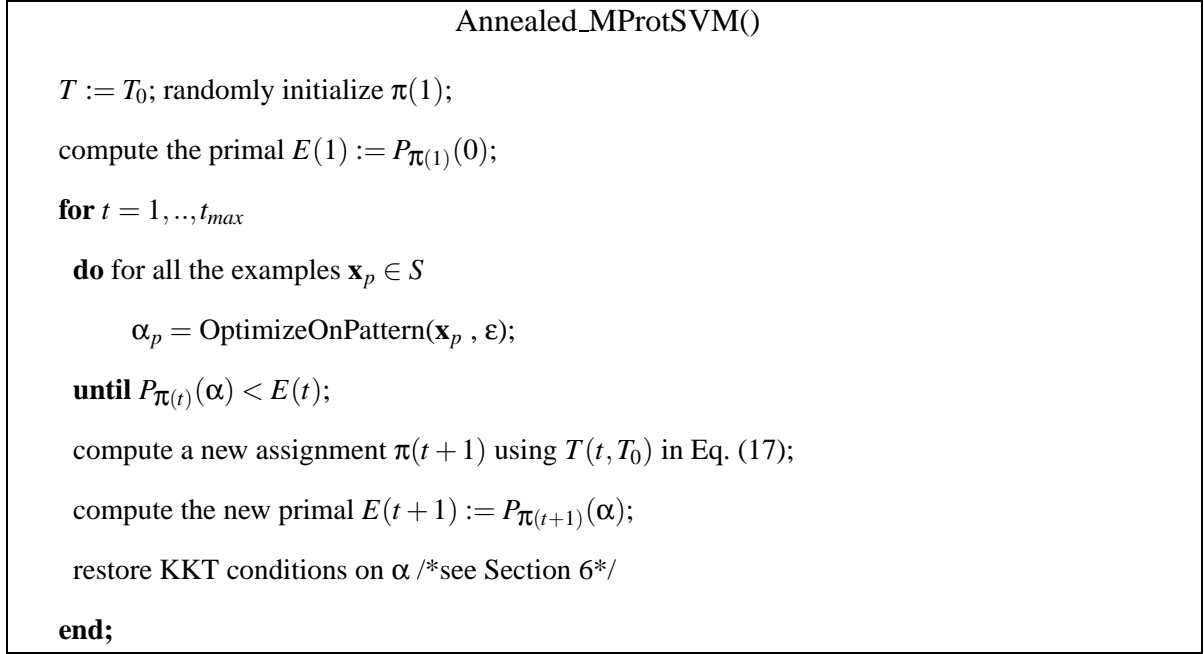 Annealed_MProtSVM()
T := T₀; randomly initialize π(1);
compute the primal E(1) := P_π(1)(0);
for t = 1,..,t_max
do for all the examples x_p ∈ S
α_p = OptimizeOnPattern(x_p , ε);
until P_π(t)(α) < E(t);
compute a new assignment π(t + 1) using T(t, T₀) in Eq. (17);
compute the new primal E(t + 1) := P_π(t+1)(α);
restore KKT conditions on α /*see Section 6*/
end;